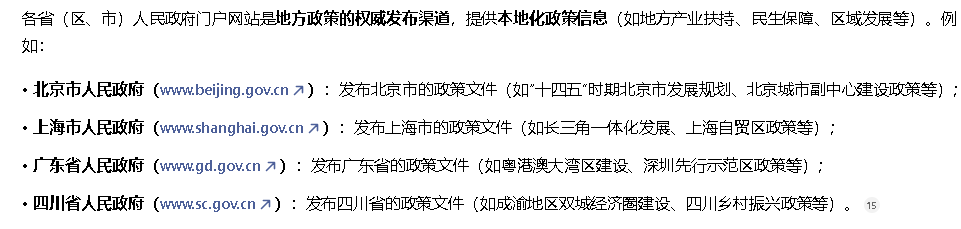 各省（区、市）人民政府门户网站是地方政策的权威发布渠道，提供本地化政策信息（如地方产业扶持、民生保障、区域发展等）。例
如：
• 北京市人民政府（www.beijing.gov.cn↗）：发布北京市的政策文件（如“十四五”时期北京市发展规划、北京城市副中心建设政策等）；
• 上海市人民政府（www.shanghai.gov.cn↗）：发布上海市的政策文件（如长三角一体化发展、上海自贸区政策等）；
• 广东省人民政府（www.gd.gov.cn↗）：发布广东省的政策文件（如粤港澳大湾区建设、深圳先行示范区政策等）；
• 四川省人民政府（www.sc.gov.cn↗）：发布四川省的政策文件（如成渝地区双城经济圈建设、四川乡村振兴政策等）。 15